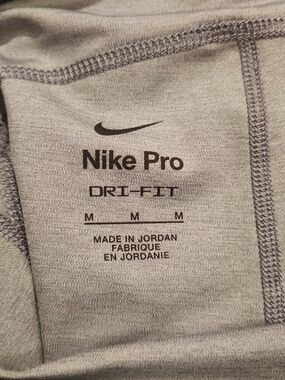 Nike Pro
DRI-FIT
M M M
MADE IN JORDAN
FABRIQUE
EN JORDANIE